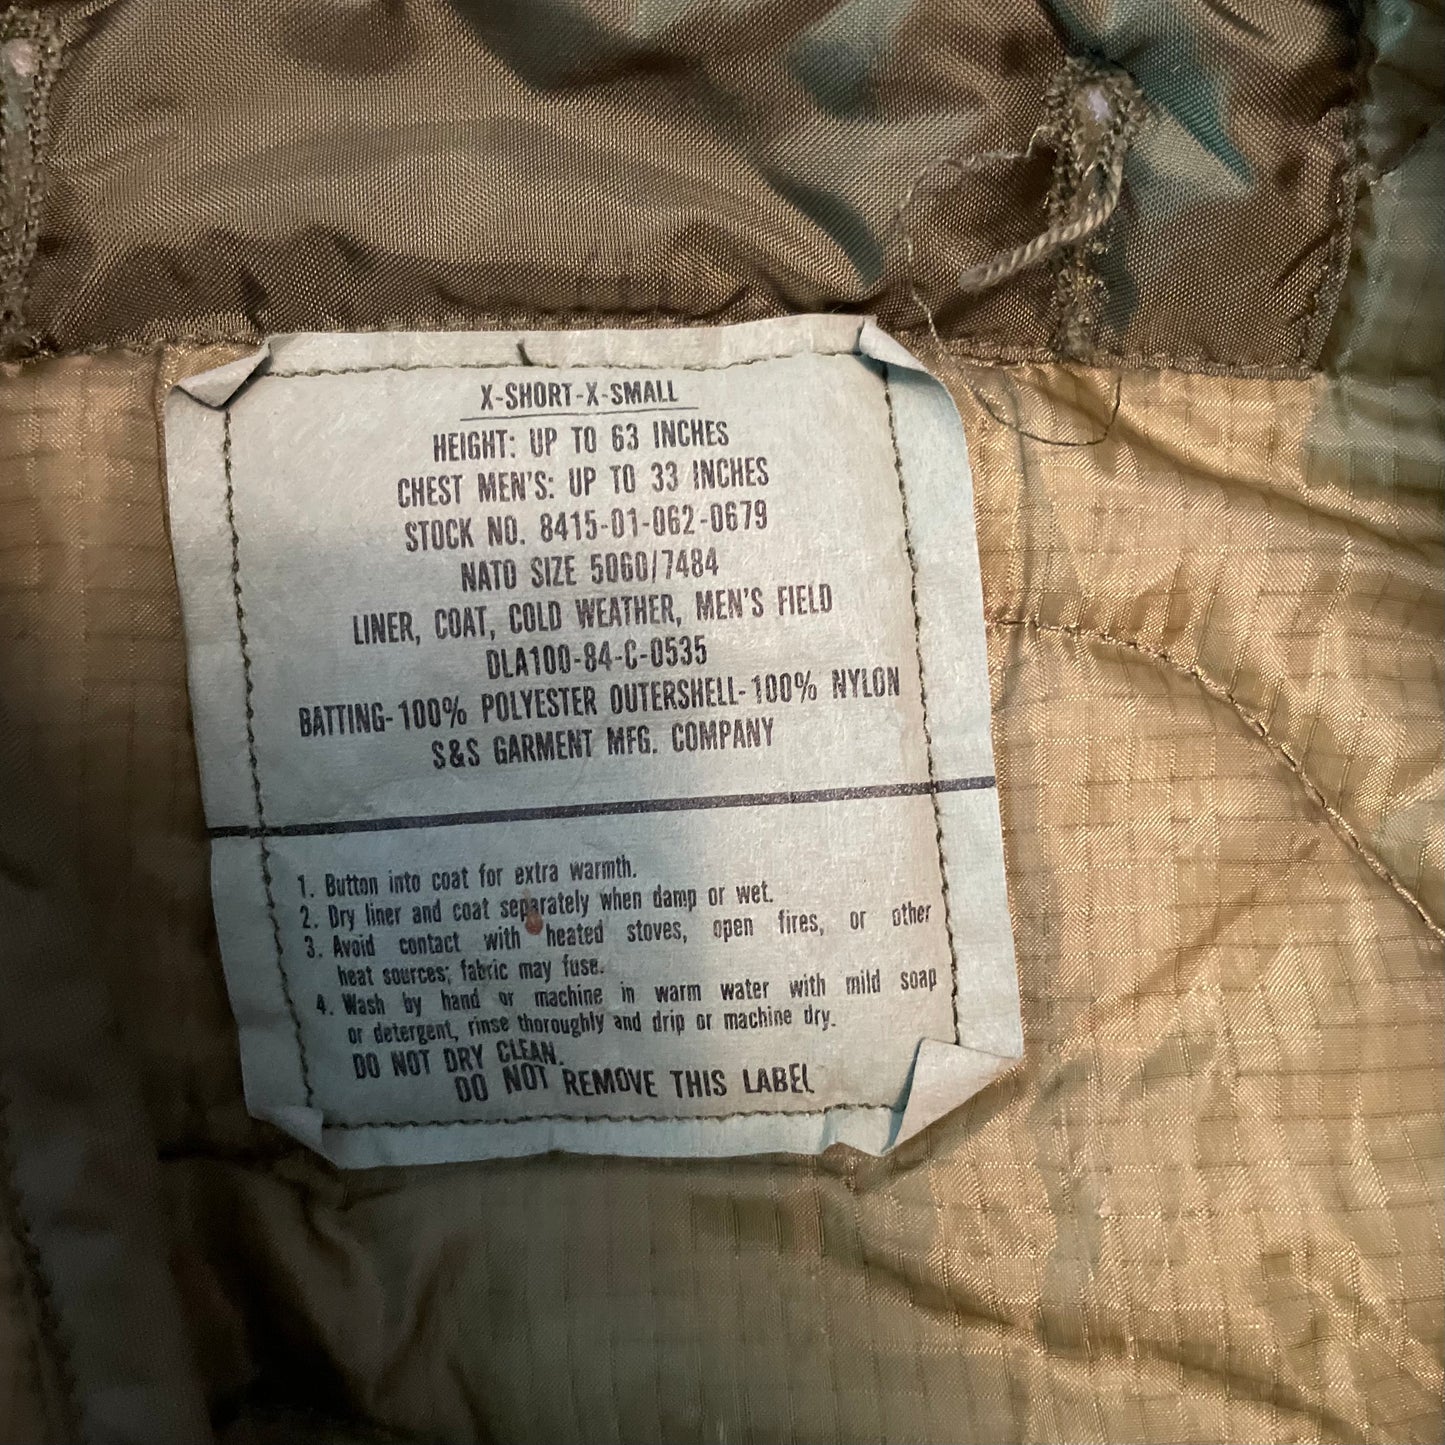 X-SHORT-X-SMALL
HEIGHT: UP TO 63 INCHES
CHEST MEN'S: UP TO 33 INCHES
STOCK NO. 8415-01-062-0679
NATO SIZE 5060/7484
LINER, COAT, COLD WEATHER, MEN'S FIELD
DLA100-84-C-0535
BATTING-100% POLYESTER OUTERSHELL-100% NYLON
S&S GARMENT MFG. COMPANY
1. Button into coat for extra warmth.
2. Dry liner and coat separately when damp or wet.
3. Avoid contact with heated stoves, open fires, or other
heat sources; fabric may fuse.
4. Wash by hand or machine in warm water with mild soap
or detergent, rinse thoroughly and drip or machine dry.
DO NOT DRY CLEAN.
DO NOT REMOVE THIS LABEL